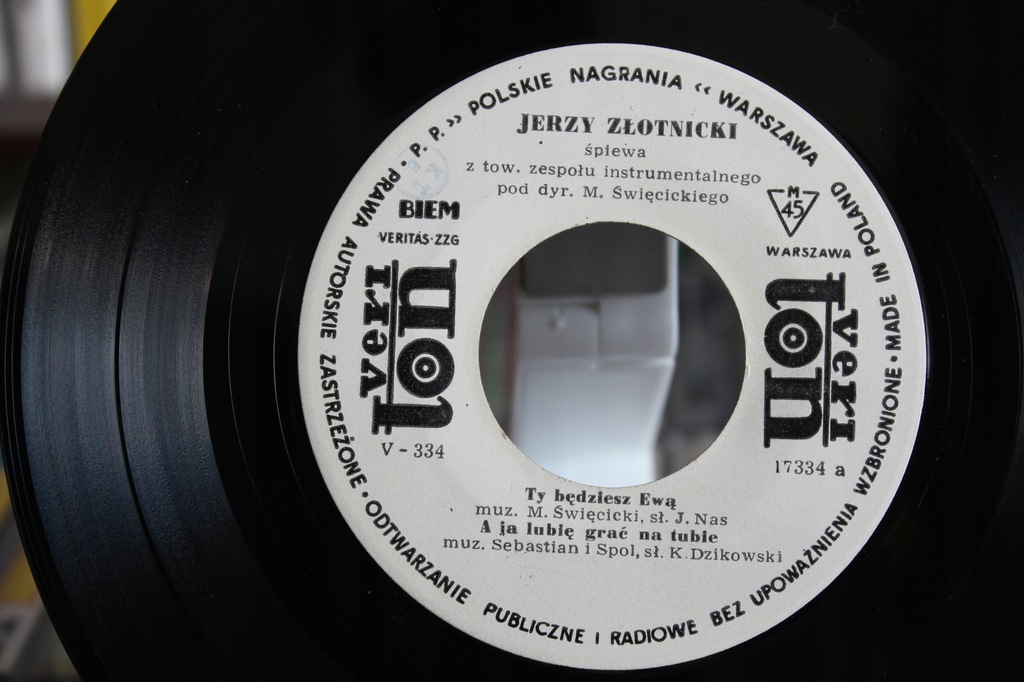 P. P. ›› POLSKIE NAGRANIA ‹‹ WARSZAWA
JERZY ZŁOTNICKI
śpiewa
z tow. zespołu instrumentalnego
pod dyr. M. Święcickiego
BIEM
VERITAS·ZZG
veri
ton
V - 334
M
45
WARSZAWA
veri
ton
17334 a
Ty będziesz Ewą
muz. M. Święcicki, sł. J. Nas
A ja lubię grać na tubie
muz. Sebastian i Spol, sł. K. Dzikowski
MADE IN POLAND
PRAWA AUTORSKIE ZASTRZEŻONE · ODTWARZANIE PUBLICZNE I RADIOWE BEZ UPOWAŻNIENIA WZBRONIONE ·